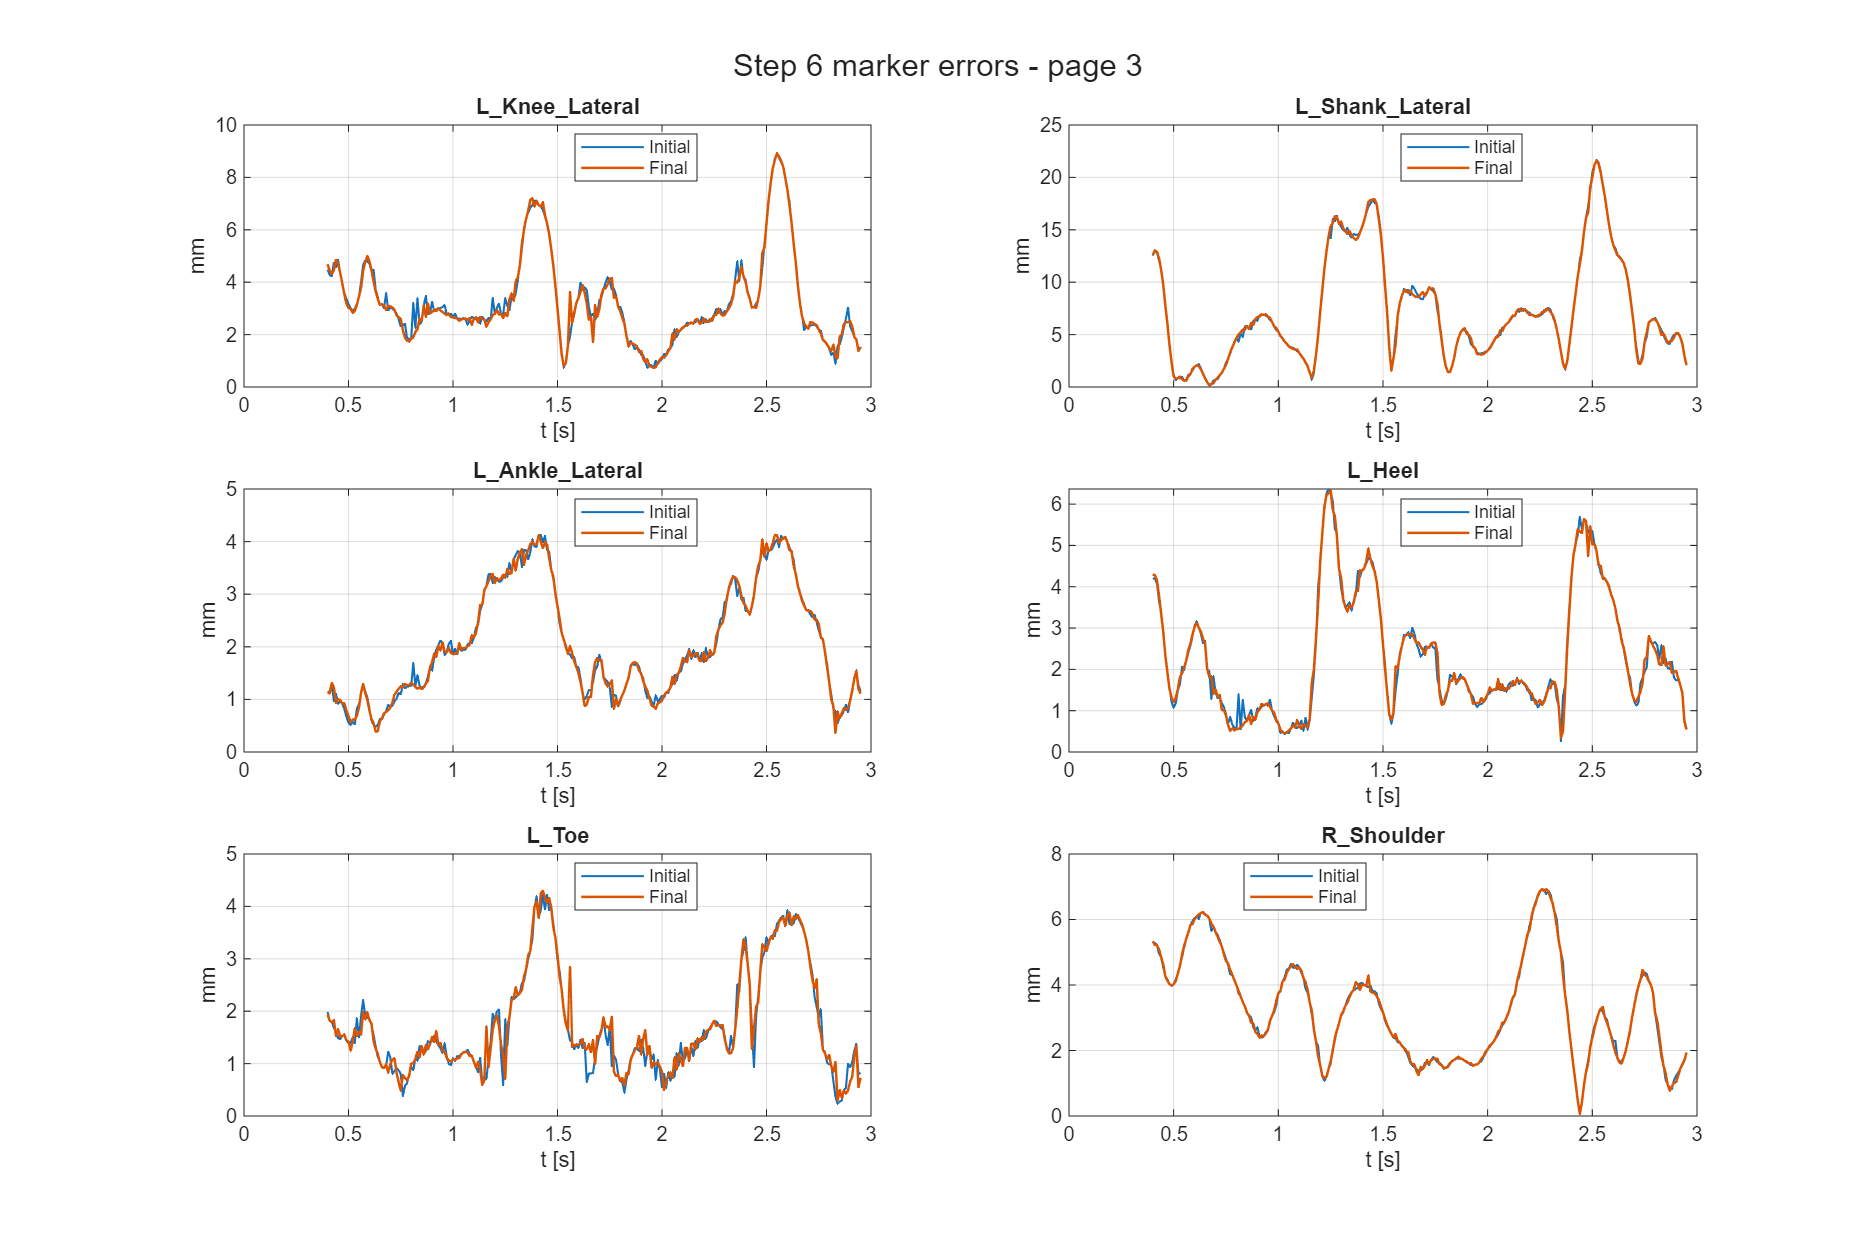 Step 6 marker errors - page 3
L_Knee_Lateral
10
8
6
4
2
0
mm
Initial
Final
0 0.5 1 1.5 2 2.5 3
t [s]
L_Shank_Lateral
25
20
15
10
5
0
mm
Initial
Final
0 0.5 1 1.5 2 2.5 3
t [s]
L_Ankle_Lateral
5
4
3
2
1
0
mm
Initial
Final
0 0.5 1 1.5 2 2.5 3
t [s]
L_Heel
6
5
4
3
2
1
0
mm
Initial
Final
0 0.5 1 1.5 2 2.5 3
t [s]
L_Toe
5
4
3
2
1
0
mm
Initial
Final
0 0.5 1 1.5 2 2.5 3
t [s]
R_Shoulder
8
6
4
2
0
mm
Initial
Final
0 0.5 1 1.5 2 2.5 3
t [s]